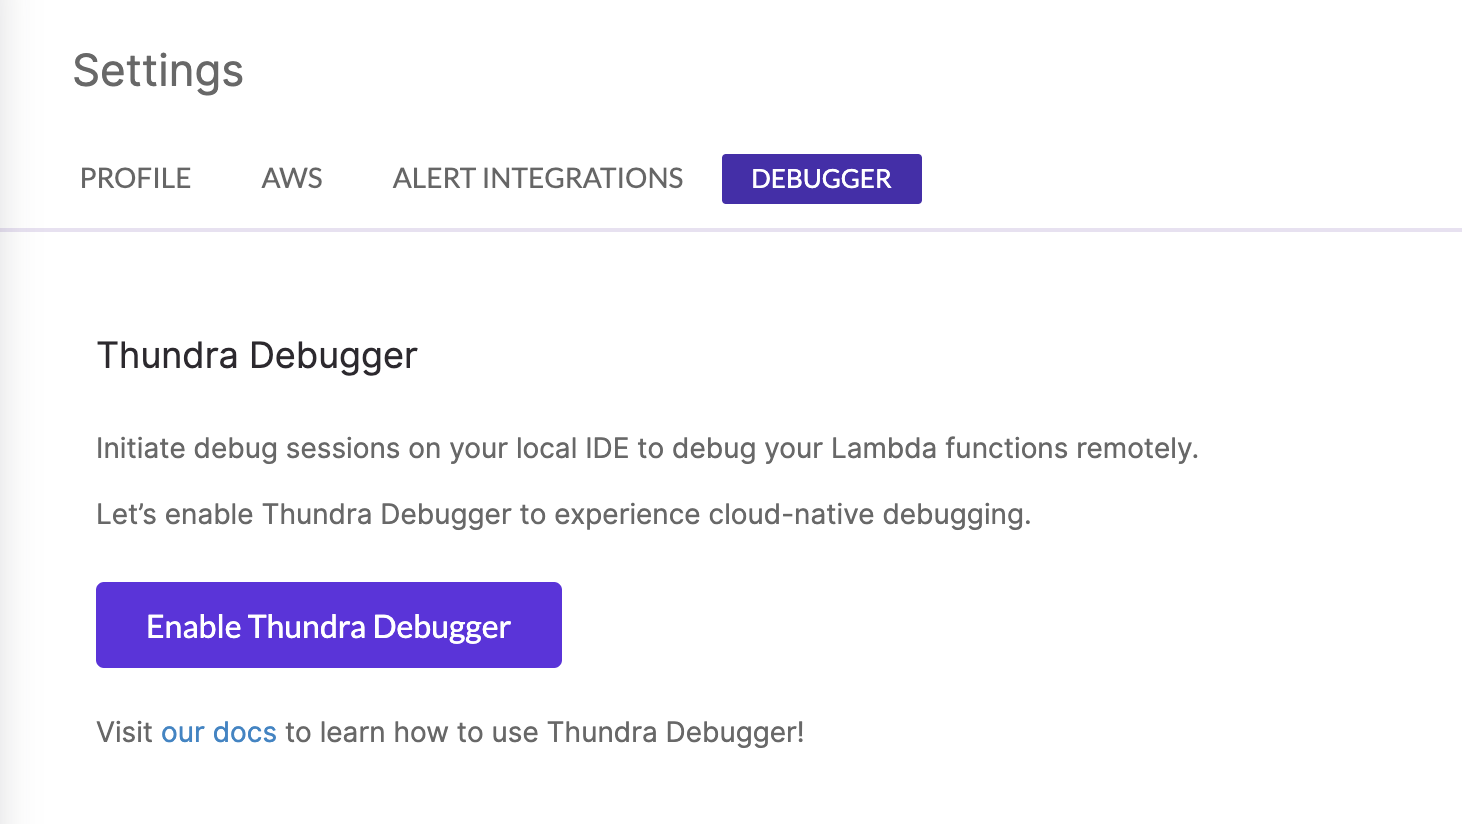 Settings
PROFILE AWS ALERT INTEGRATIONS DEBUGGER
Thundra Debugger
Initiate debug sessions on your local IDE to debug your Lambda functions remotely.
Let’s enable Thundra Debugger to experience cloud-native debugging.
Enable Thundra Debugger
Visit our docs to learn how to use Thundra Debugger!